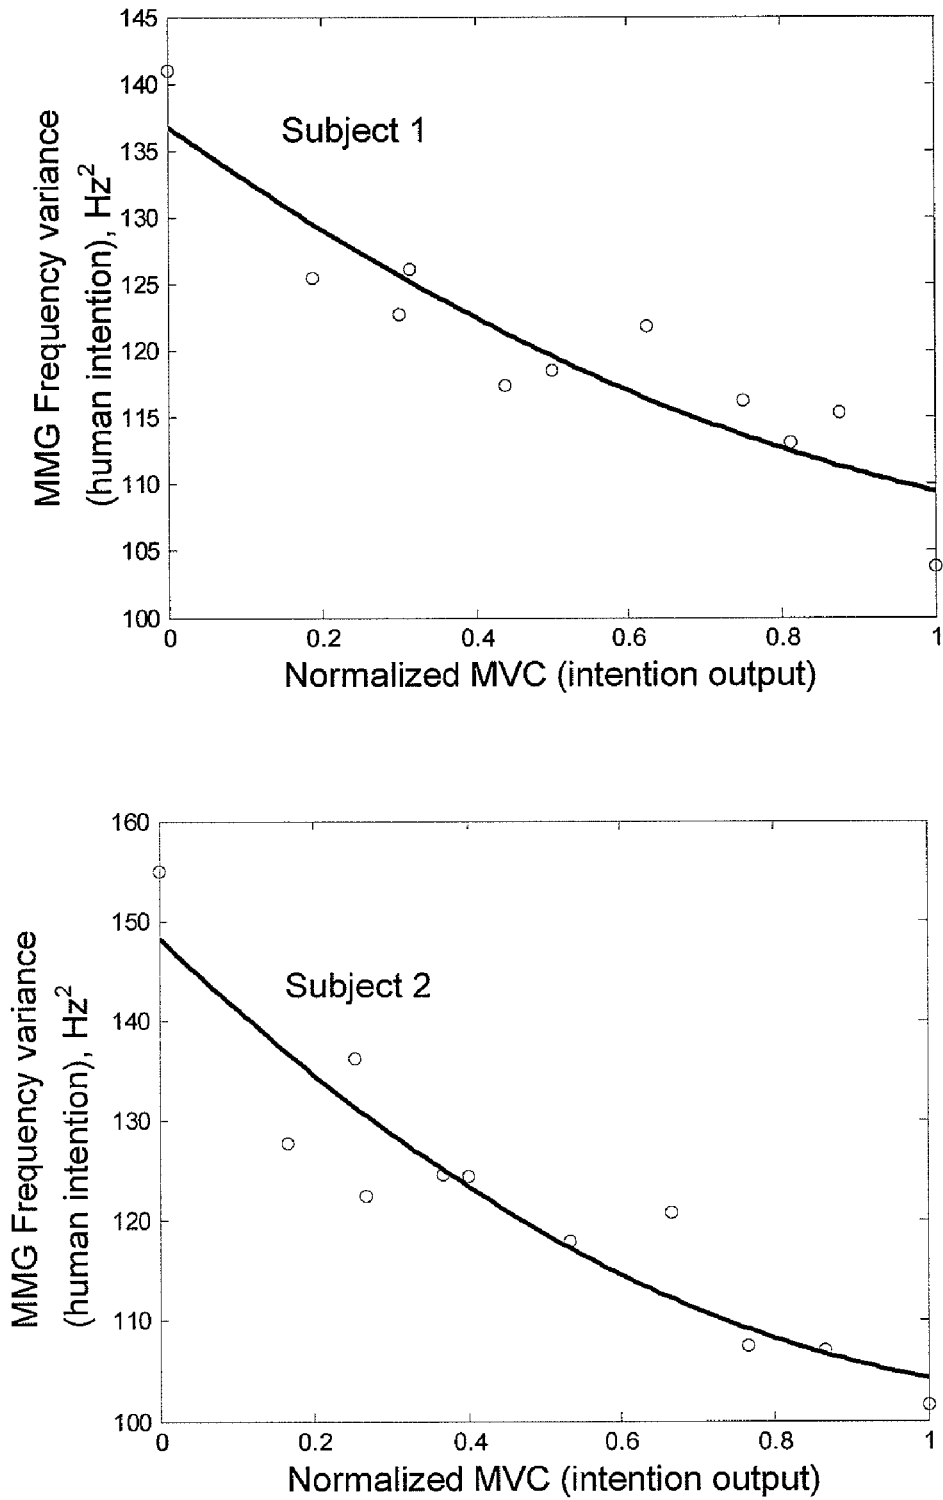 145
140
135
130
125
120
115
110
105
100
MMG Frequency variance
(human intention), Hz²
Subject 1
0 0.2 0.4 0.6 0.8 1
Normalized MVC (intention output)
160
150
140
130
120
110
100
MMG Frequency variance
(human intention), Hz²
Subject 2
0 0.2 0.4 0.6 0.8 1
Normalized MVC (intention output)